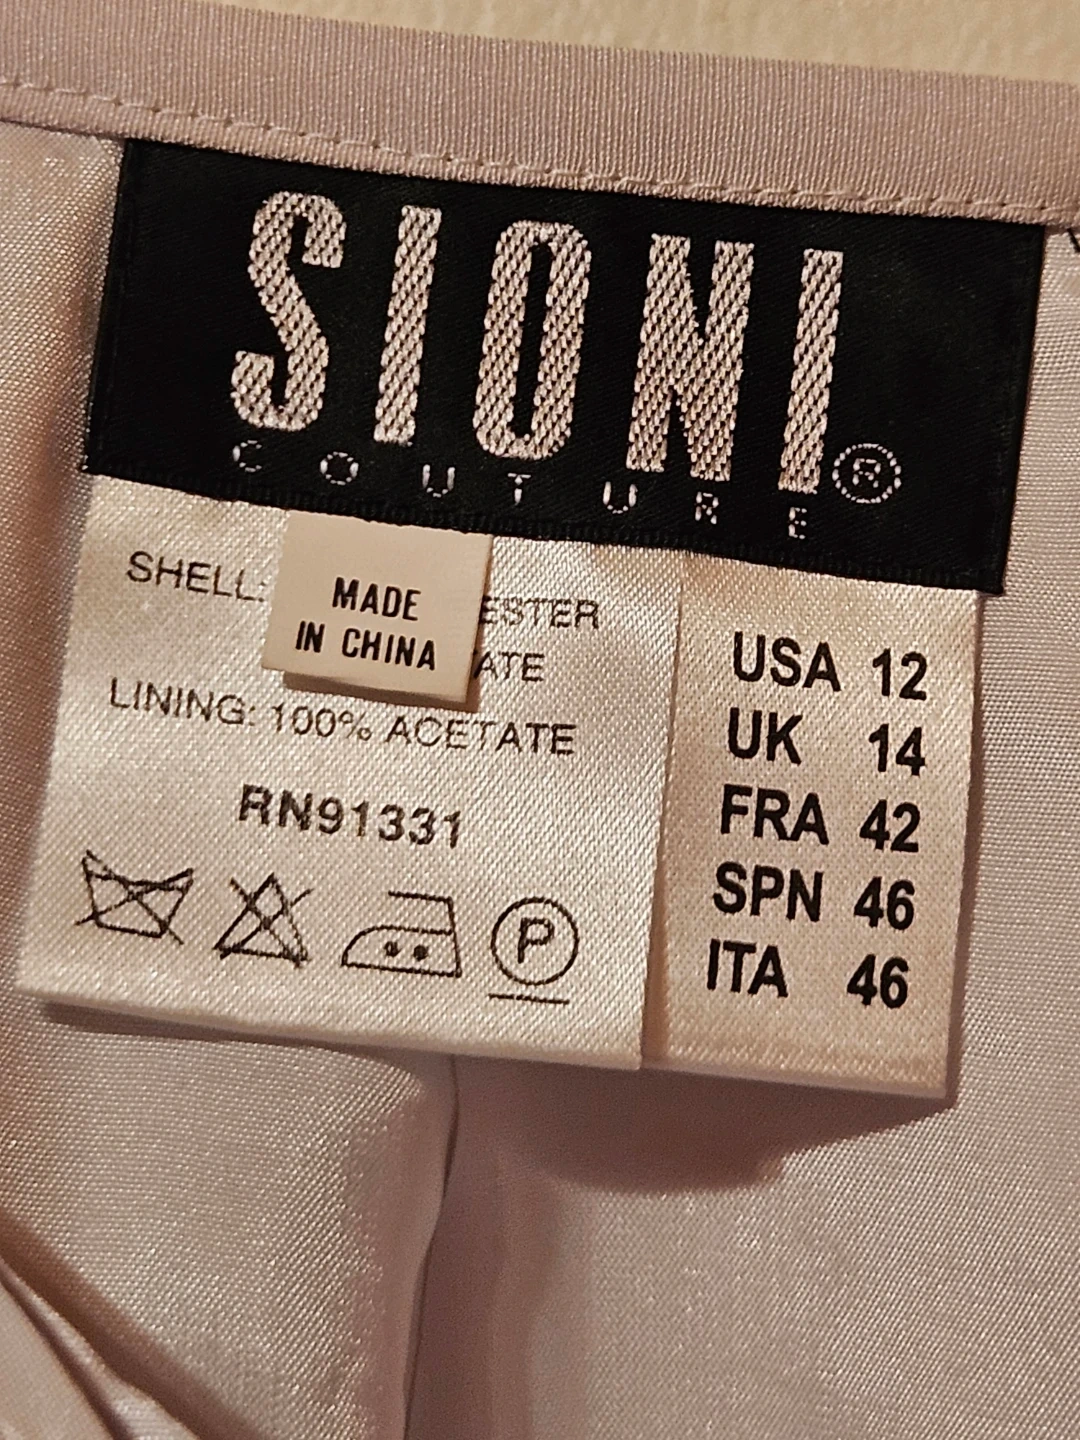 SIONI®
COUTURE
SHELL:
MADE
IN CHINA
LINING: 100% ACETATE
RN91331
P
USA 12
UK 14
FRA 42
SPN 46
ITA 46